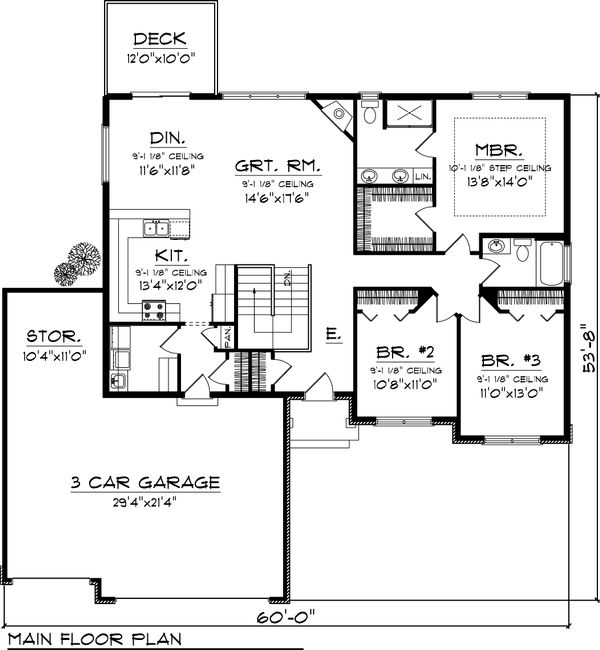 DECK
12'0"x10'0"
DIN.
9'-1 1/8" CEILING
11'6"x11'8"
GRT. RM.
9'-1 1/8" CEILING
14'6"x17'6"
LIN.
MBR.
10'-1 1/8" STEP CEILING
13'8"x14'0"
KIT.
9'-1 1/8" CEILING
13'4"x12'0"
DN.
PAN.
E.
STOR.
10'4"x11'0"
BR. #2
9'-1 1/8" CEILING
10'8"x11'0"
BR. #3
9'-1 1/8" CEILING
11'0"x13'0"
53'-8"
3 CAR GARAGE
29'4"x21'4"
60'-0"
MAIN FLOOR PLAN